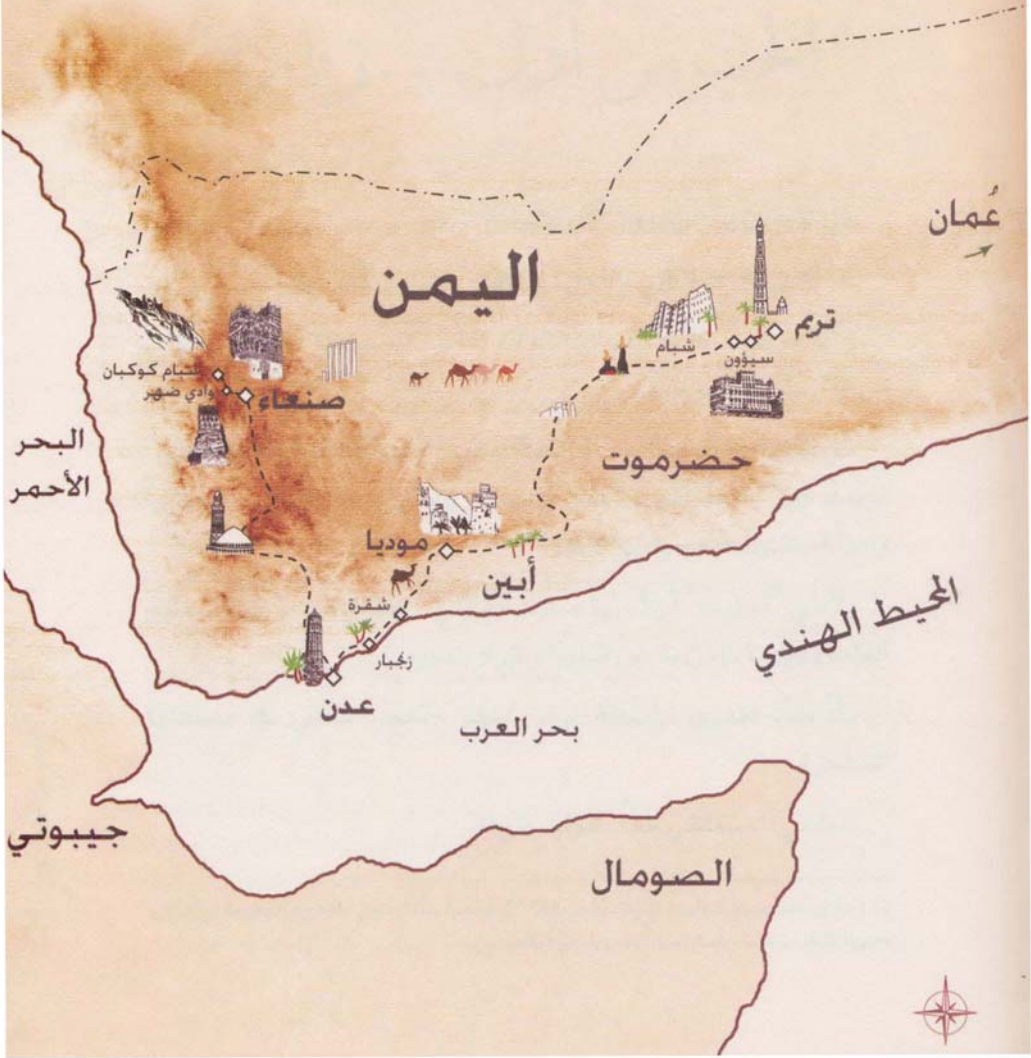 عُمان
اليمن
تريم
سيؤون
شبام
شبام كوكبان
وادي ضهر
صنعاء
البحر
الأحمر
حضرموت
موديا
أبين
شقرة
زنجبار
عدن
المحيط الهندي
بحر العرب
جيبوتي
الصومال